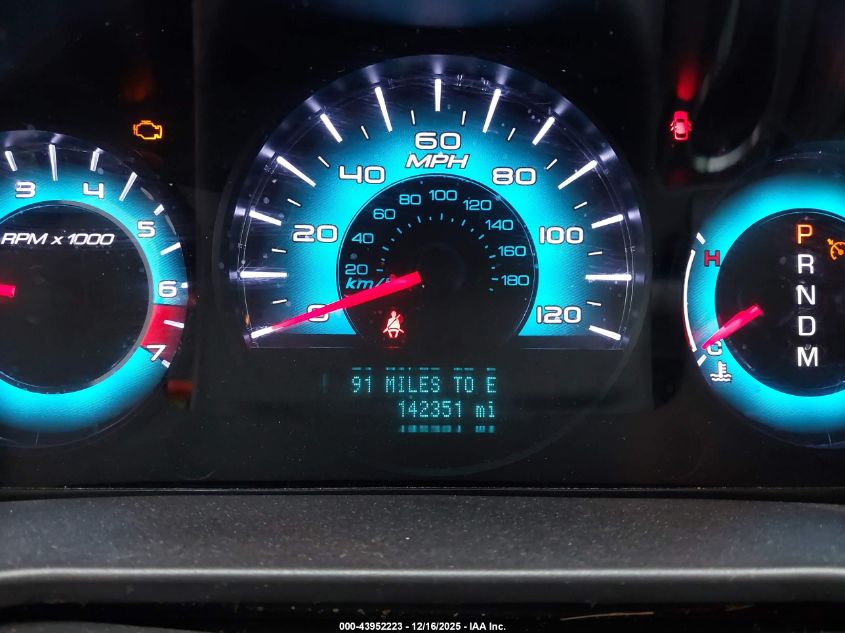 3 4 5 6 7
RPM x 1000
0 20 40 60 80 100 120
MPH
20 40 60 80 100 120 140 160 180
km/h
91 MILES TO E
142351 mi
H
C
P
R
N
D
M
000-43952223 - 12/16/2025 - IAA Inc.